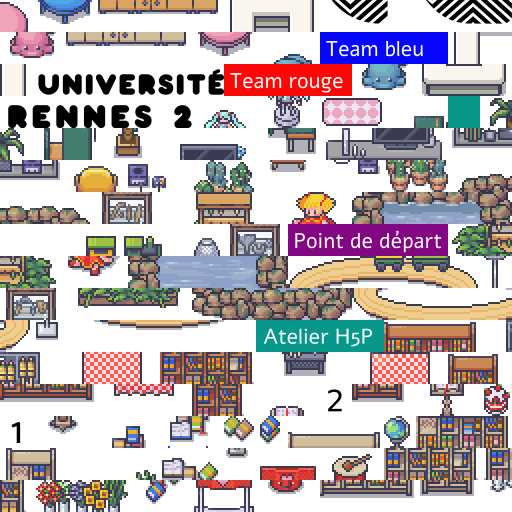 Team bleu
Team rouge
UNIVERSITÉ
RENNES 2
Point de départ
Atelier H5P
2
1